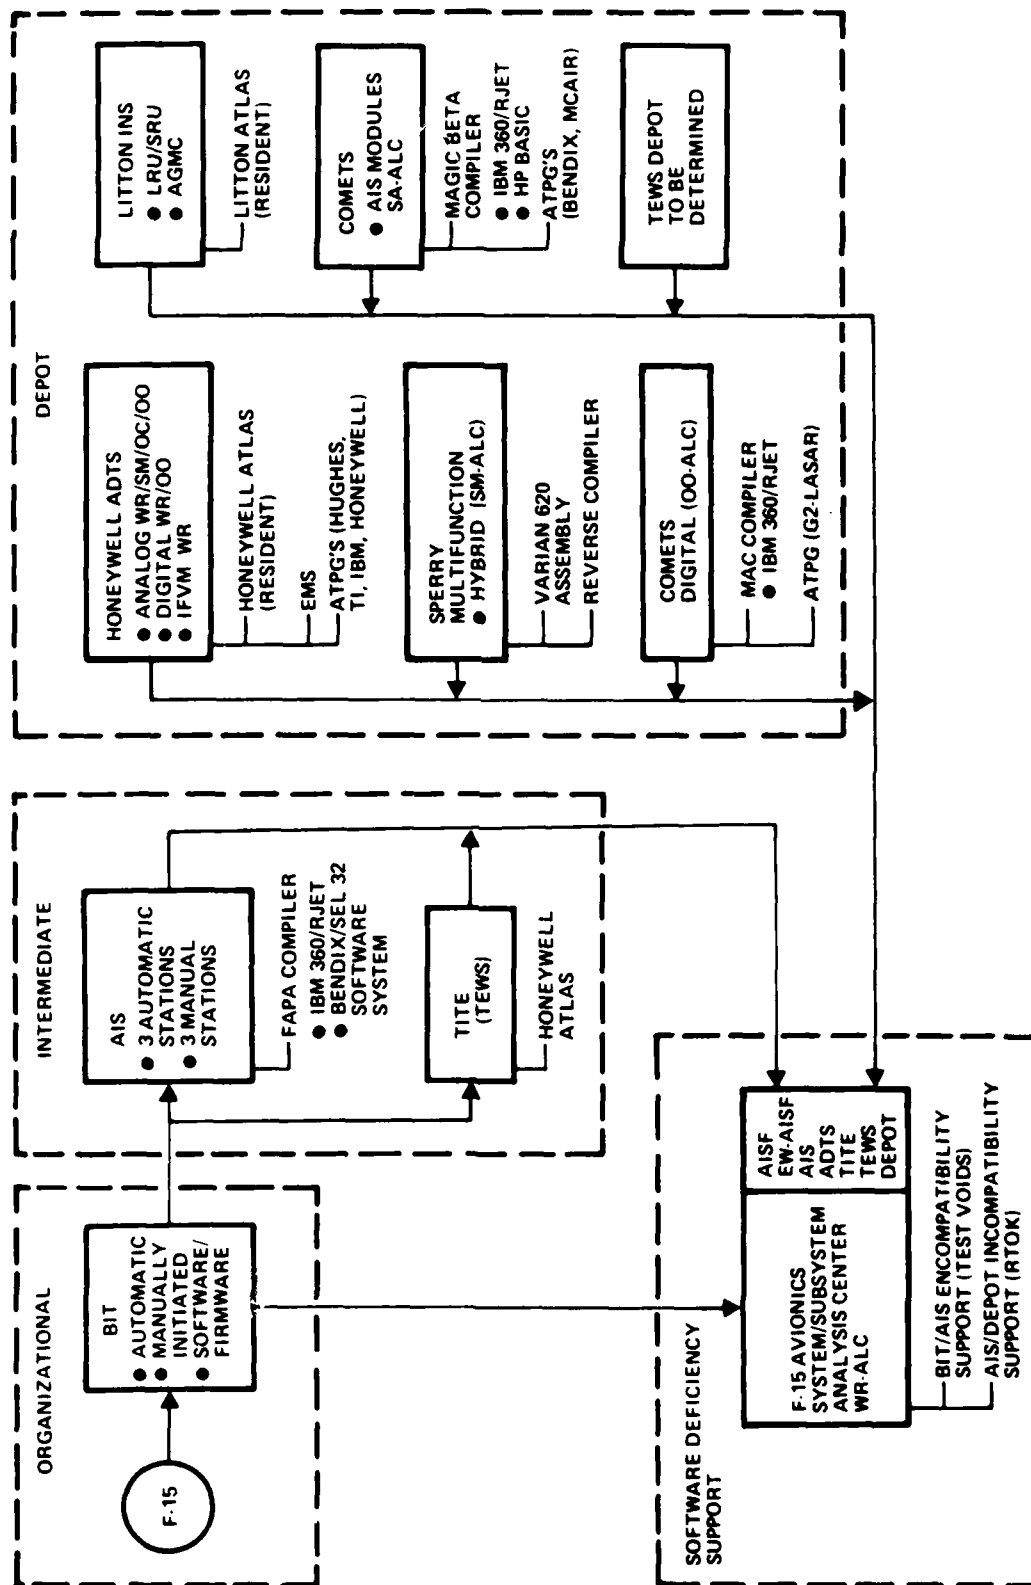 ORGANIZATIONAL
F-15
BIT
● AUTOMATIC
● MANUALLY
INITIATED
● SOFTWARE/
FIRMWARE
INTERMEDIATE
AIS
● 3 AUTOMATIC
STATIONS
● 3 MANUAL
STATIONS
FAPA COMPILER
● IBM 360/RJET
● BENDIX/SEL 32
SOFTWARE
SYSTEM
TITE
(TEWS)
HONEYWELL
ATLAS
DEPOT
HONEYWELL ADTS
● ANALOG WR/SM/OC/OO
● DIGITAL WR/OO
● IFVM WR
HONEYWELL ATLAS
(RESIDENT)
EMS
ATPG'S (HUGHES,
TI, IBM, HONEYWELL)
SPERRY
MULTIFUNCTION
● HYBRID (SM-ALC)
VARIAN 620
ASSEMBLY
REVERSE COMPILER
COMETS
DIGITAL (OO-ALC)
MAC COMPILER
● IBM 360/RJET
ATPG (G2-LASAR)
LITTON INS
● LRU/SRU
● AGMC
LITTON ATLAS
(RESIDENT)
COMETS
● AIS MODULES
SA-ALC
MAGIC BETA
COMPILER
● IBM 360/RJET
● HP BASIC
ATPG'S
(BENDIX, MCAIR)
TEWS DEPOT
TO BE
DETERMINED
SOFTWARE DEFICIENCY
SUPPORT
F-15 AVIONICS
SYSTEM/SUBSYSTEM
ANALYSIS CENTER
WR-ALC
AISF
EW-AISF
AIS
ADTS
TITE
TEWS
DEPOT
BIT/AIS ENCOMPATIBILITY
SUPPORT (TEST VOIDS)
AIS/DEPOT INCOMPATIBILITY
SUPPORT (RTOK)